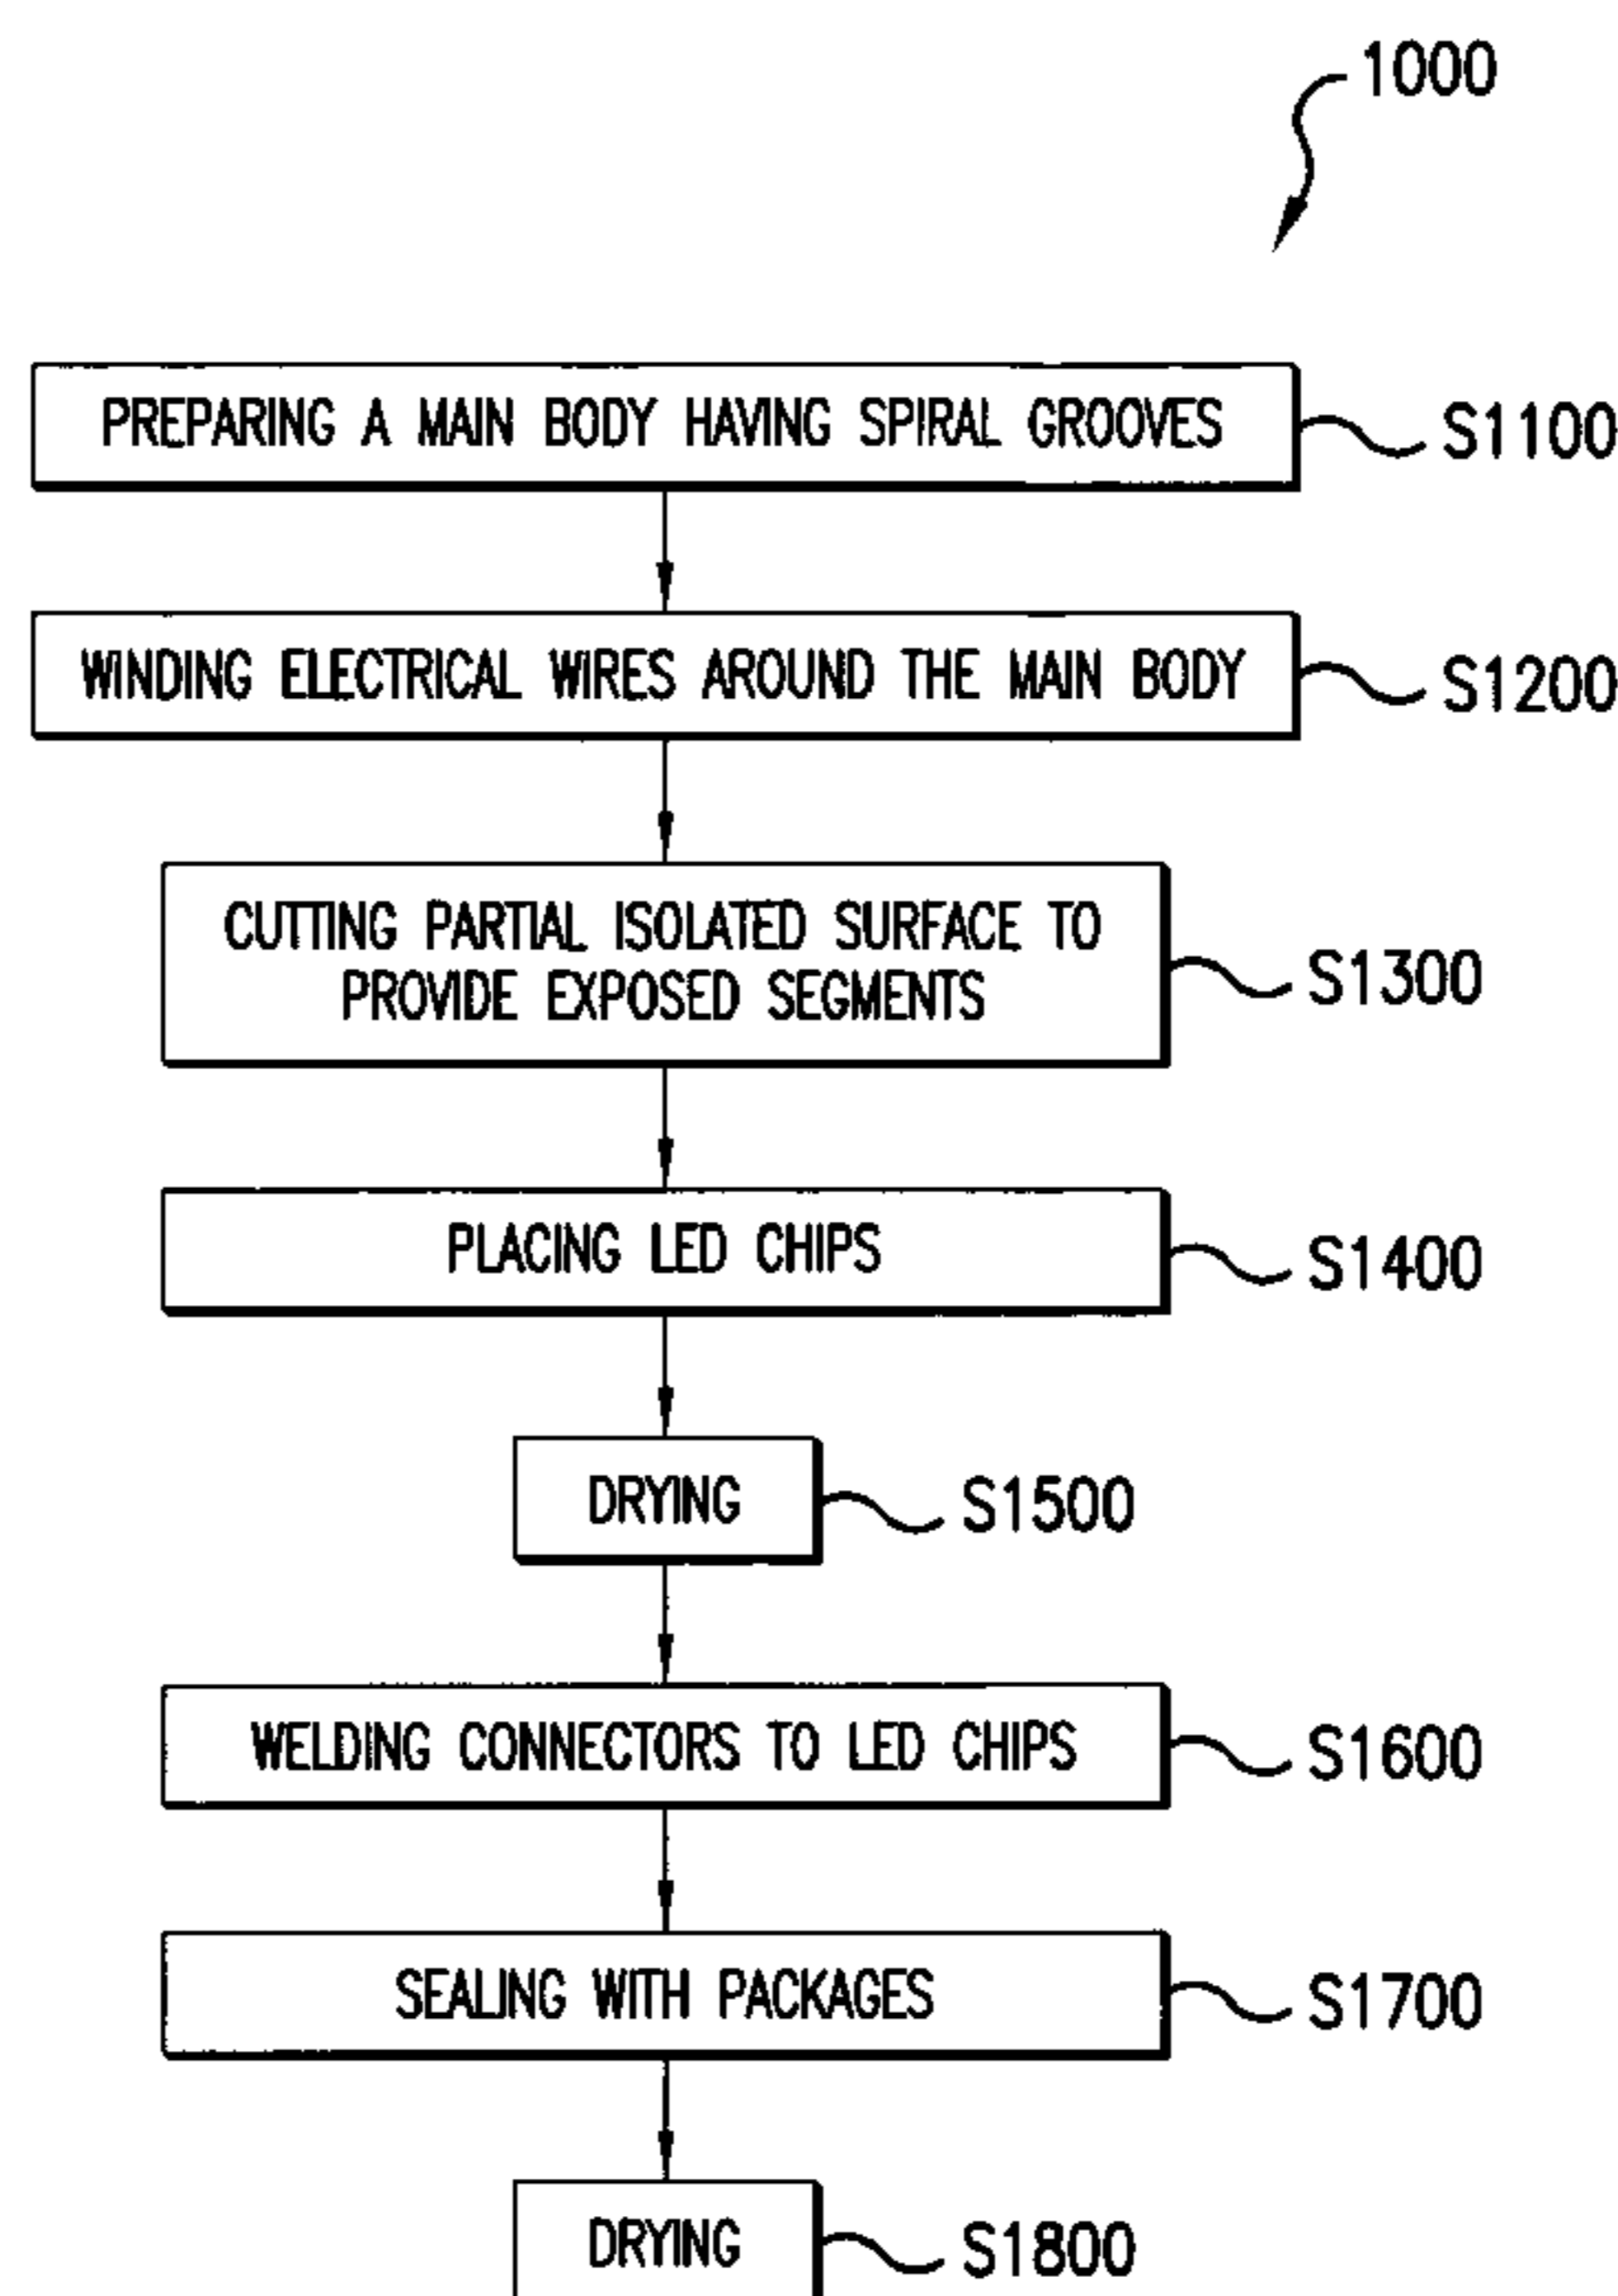 1000
PREPARING A MAIN BODY HAVING SPIRAL GROOVES
S1100
WINDING ELECTRICAL WIRES AROUND THE MAIN BODY
S1200
CUTTING PARTIAL ISOLATED SURFACE TO
PROVIDE EXPOSED SEGMENTS
S1300
PLACING LED CHIPS
S1400
DRYING
S1500
WELDING CONNECTORS TO LED CHIPS
S1600
SEALING WITH PACKAGES
S1700
DRYING
S1800